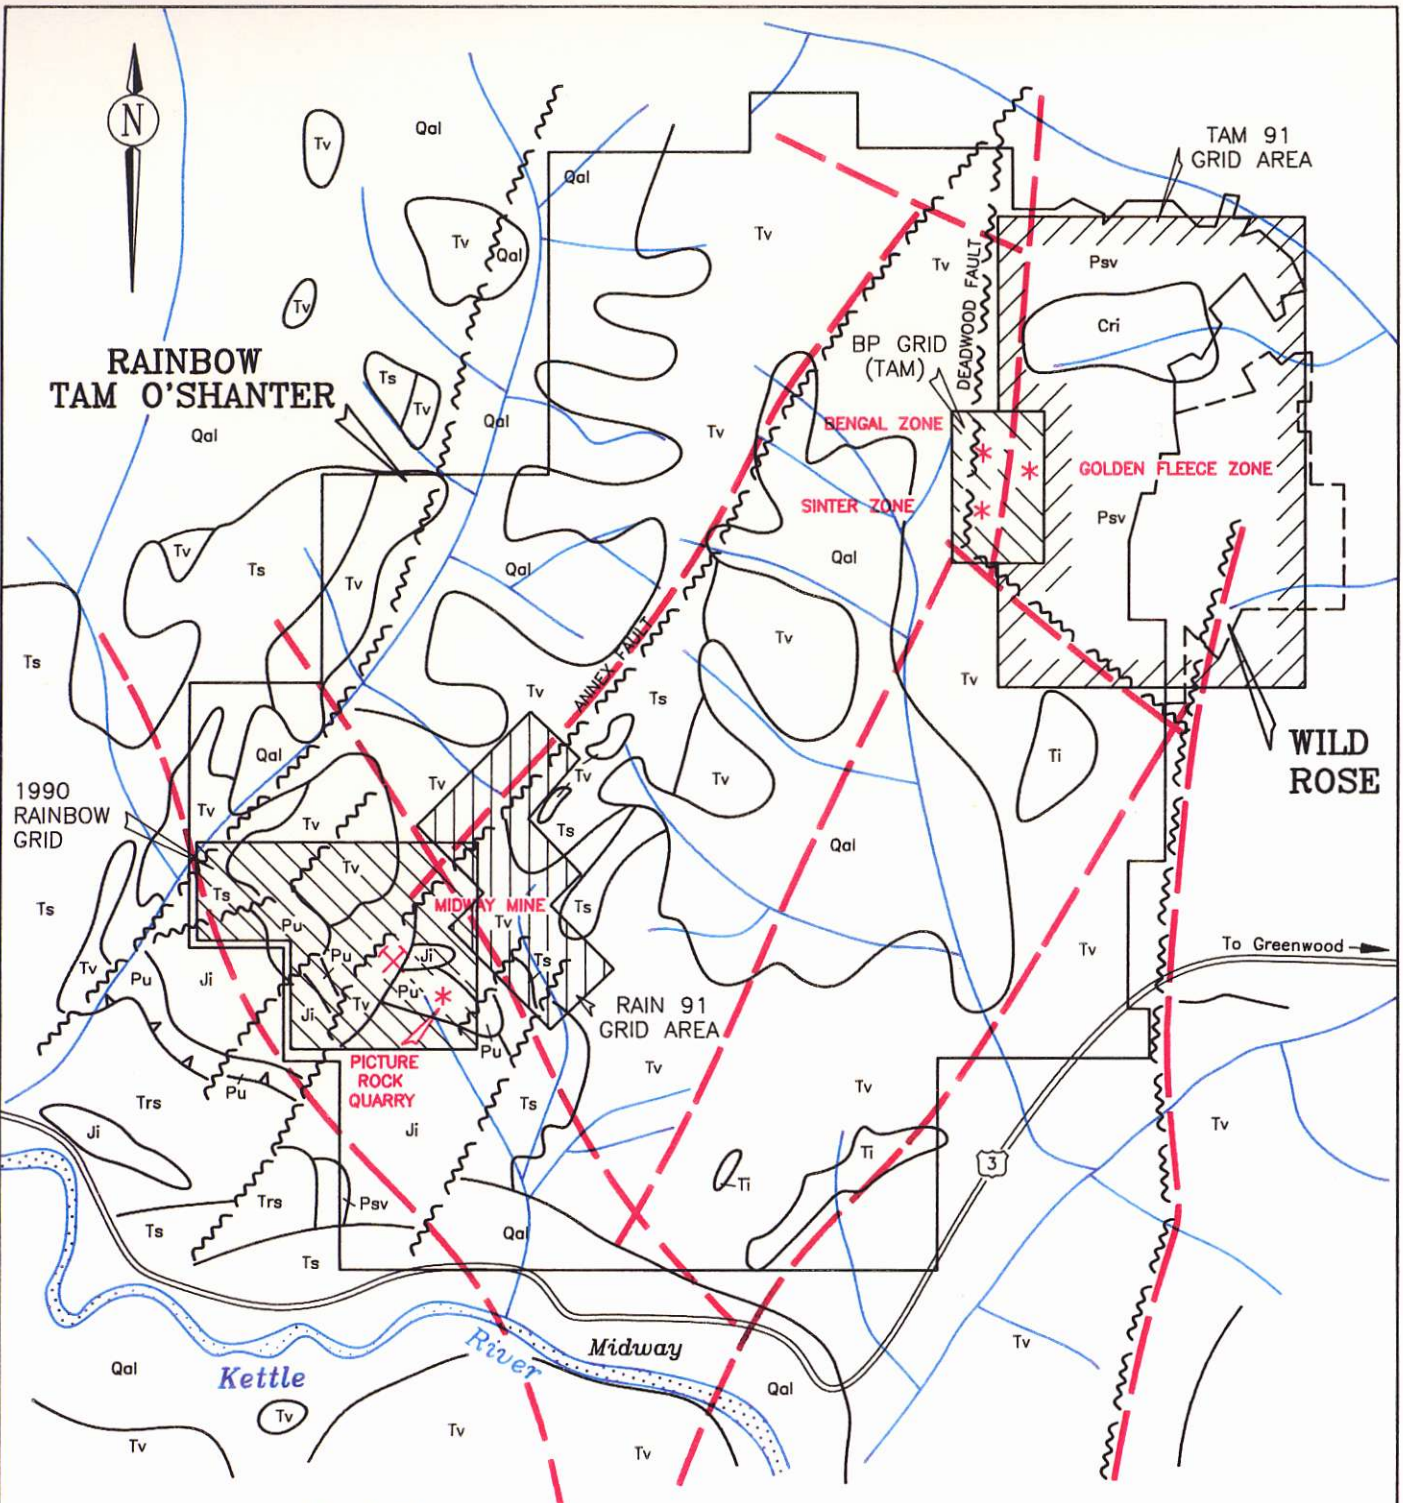 N
Tv
Qal
TAM 91
GRID AREA
Qal
Tv
Tv
Qal
Tv
Psv
DEADWOOD FAULT
Tv
Cri
RAINBOW
TAM O'SHANTER
BP GRID
(TAM)
Ts
Tv
Qal
BENGAL ZONE
Qal
Tv
GOLDEN FLEECE ZONE
SINTER ZONE
Psv
Tv
Ts
Tv
Qal
Qal
Tv
ANNEX FAULT
Ts
Tv
Ts
Tv
WILD
ROSE
Qal
Ti
Tv
Tv
Tv
1990
RAINBOW
GRID
Tv
Tv
Ts
Qal
Tv
Ts
Ts
MIDWAY MINE
Ts
Pu
Tv
Tv
To Greenwood
Pu
Ji
Ts
Tv
Pu
Ji
Pu
Tv
Ji
RAIN 91
GRID AREA
Pu
PICTURE
ROCK
QUARRY
Tv
Tv
Pu
Trs
Ts
Tv
Ji
Ji
Ti
3
Ti
Trs
Psv
Ts
Qal
Ts
River
Midway
Tv
Qal
Kettle
Qal
Tv
Tv
Tv
Tv